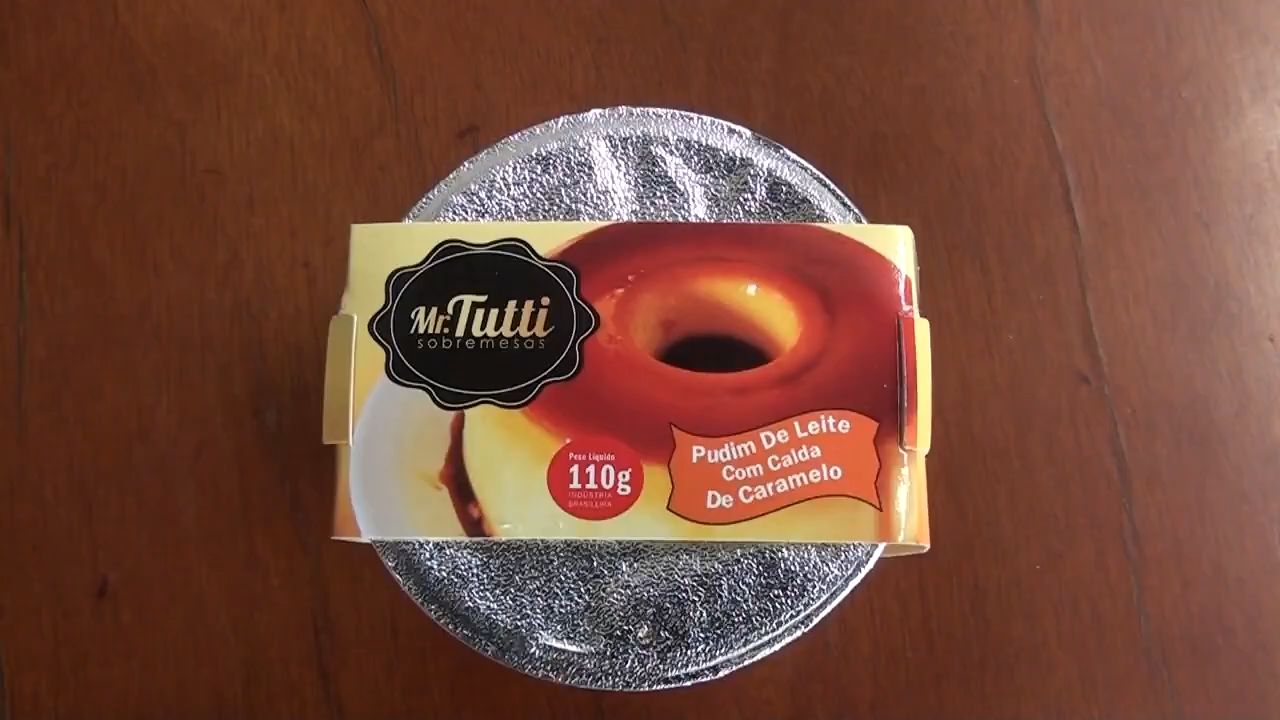 Mr. Tutti
sobremesas
Peso Líquido
110g
INDÚSTRIA
BRASILEIRA
Pudim De Leite
Com Calda
De Caramelo